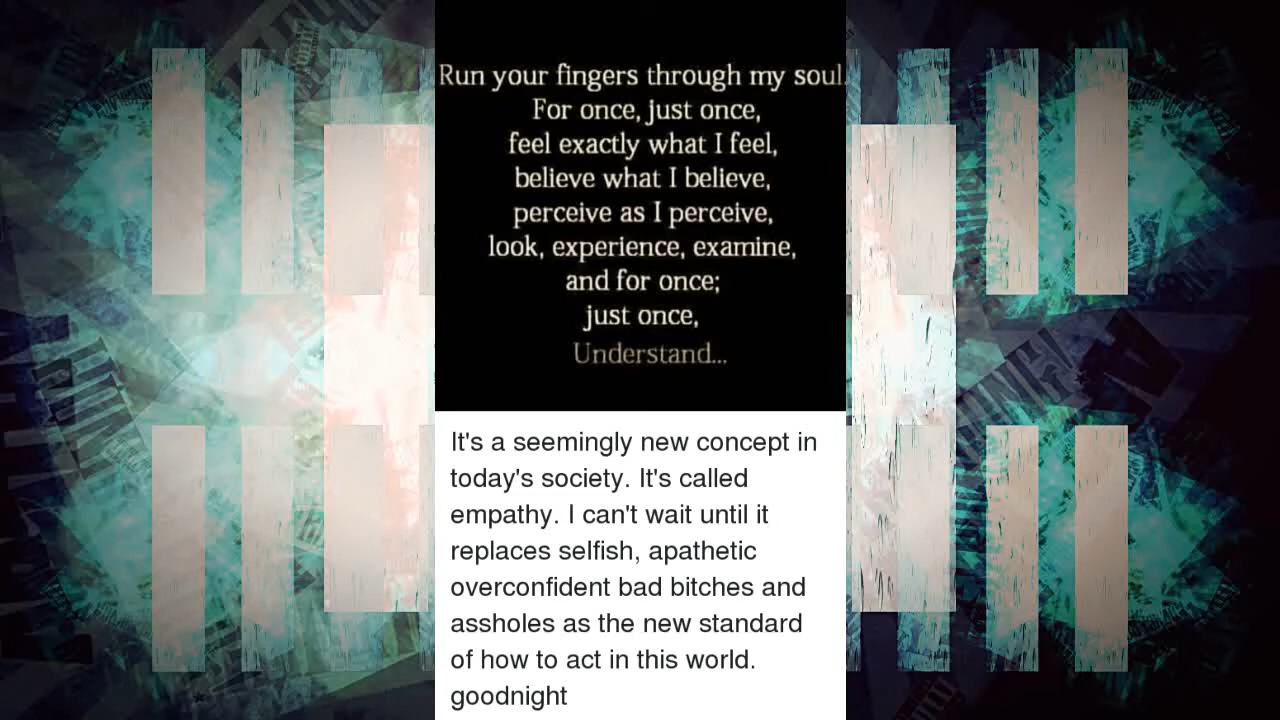 Run your fingers through my soul.
For once, just once,
feel exactly what I feel,
believe what I believe,
perceive as I perceive,
look, experience, examine,
and for once;
just once,
Understand...
It's a seemingly new concept in
today's society. It's called
empathy. I can't wait until it
replaces selfish, apathetic
overconfident bad bitches and
assholes as the new standard
of how to act in this world.
goodnight